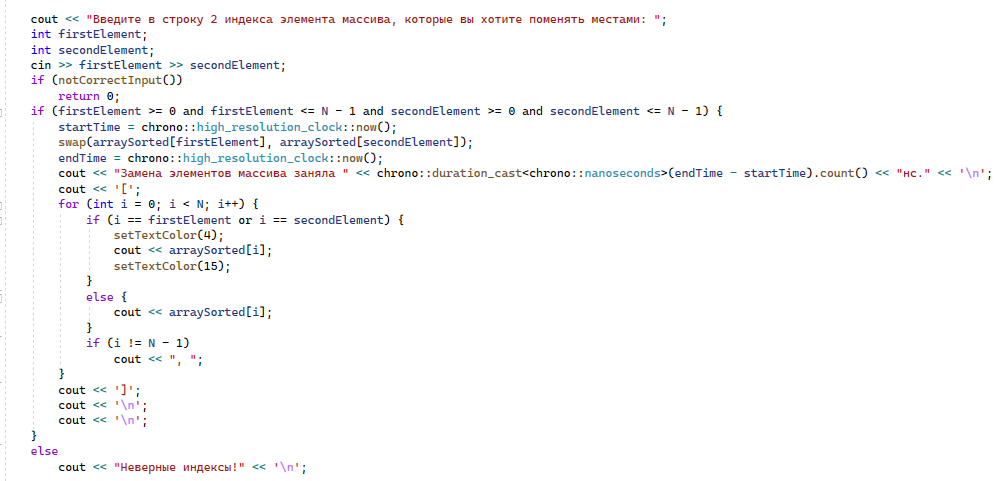 cout << "Введите в строку 2 индекса элемента массива, которые вы хотите поменять местами: ";
int firstElement;
int secondElement;
cin >> firstElement >> secondElement;
if (notCorrectInput())
    return 0;
if (firstElement >= 0 and firstElement <= N - 1 and secondElement >= 0 and secondElement <= N - 1) {
    startTime = chrono::high_resolution_clock::now();
    swap(arraySorted[firstElement], arraySorted[secondElement]);
    endTime = chrono::high_resolution_clock::now();
    cout << "Замена элементов массива заняла " << chrono::duration_cast<chrono::nanoseconds>(endTime - startTime).count() << "нс." << '\n';
    cout << '[';
    for (int i = 0; i < N; i++) {
        if (i == firstElement or i == secondElement) {
            setTextColor(4);
            cout << arraySorted[i];
            setTextColor(15);
        }
        else {
            cout << arraySorted[i];
        }
        if (i != N - 1)
            cout << ", ";
    }
    cout << ']';
    cout << '\n';
    cout << '\n';
}
else
    cout << "Неверные индексы!" << '\n';